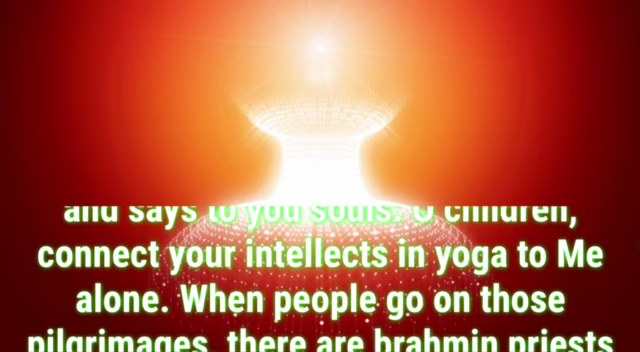 and says to you souls: O children,
connect your intellects in yoga to Me
alone. When people go on those
pilgrimages, there are brahmin priests